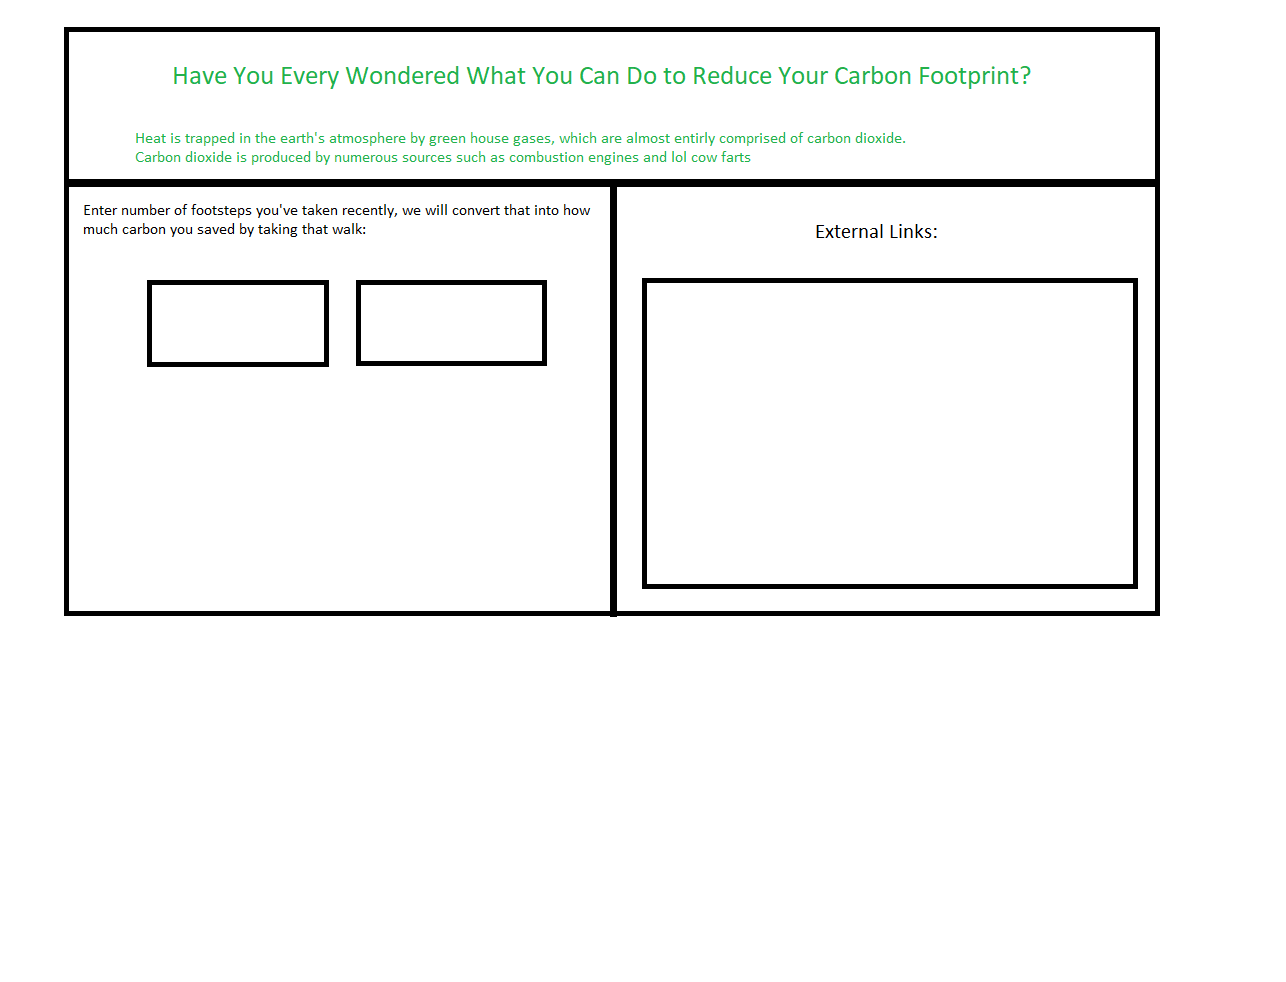 Have You Every Wondered What You Can Do to Reduce Your Carbon Footprint?
Heat is trapped in the earth's atmosphere by green house gases, which are almost entirly comprised of carbon dioxide.
Carbon dioxide is produced by numerous sources such as combustion engines and lol cow farts
Enter number of footsteps you've taken recently, we will convert that into how
much carbon you saved by taking that walk:
External Links: